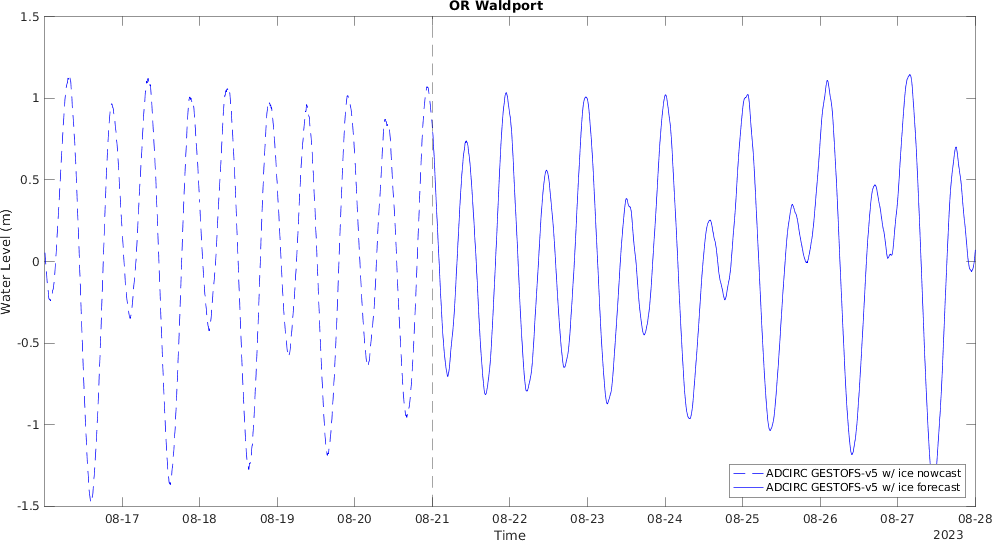 OR Waldport
1.5
1
0.5
0
-0.5
-1
-1.5
Water Level (m)
ADCIRC GESTOFS-v5 w/ ice nowcast
ADCIRC GESTOFS-v5 w/ ice forecast
08-17 08-18 08-19 08-20 08-21 08-22 08-23 08-24 08-25 08-26 08-27 08-28
Time
2023